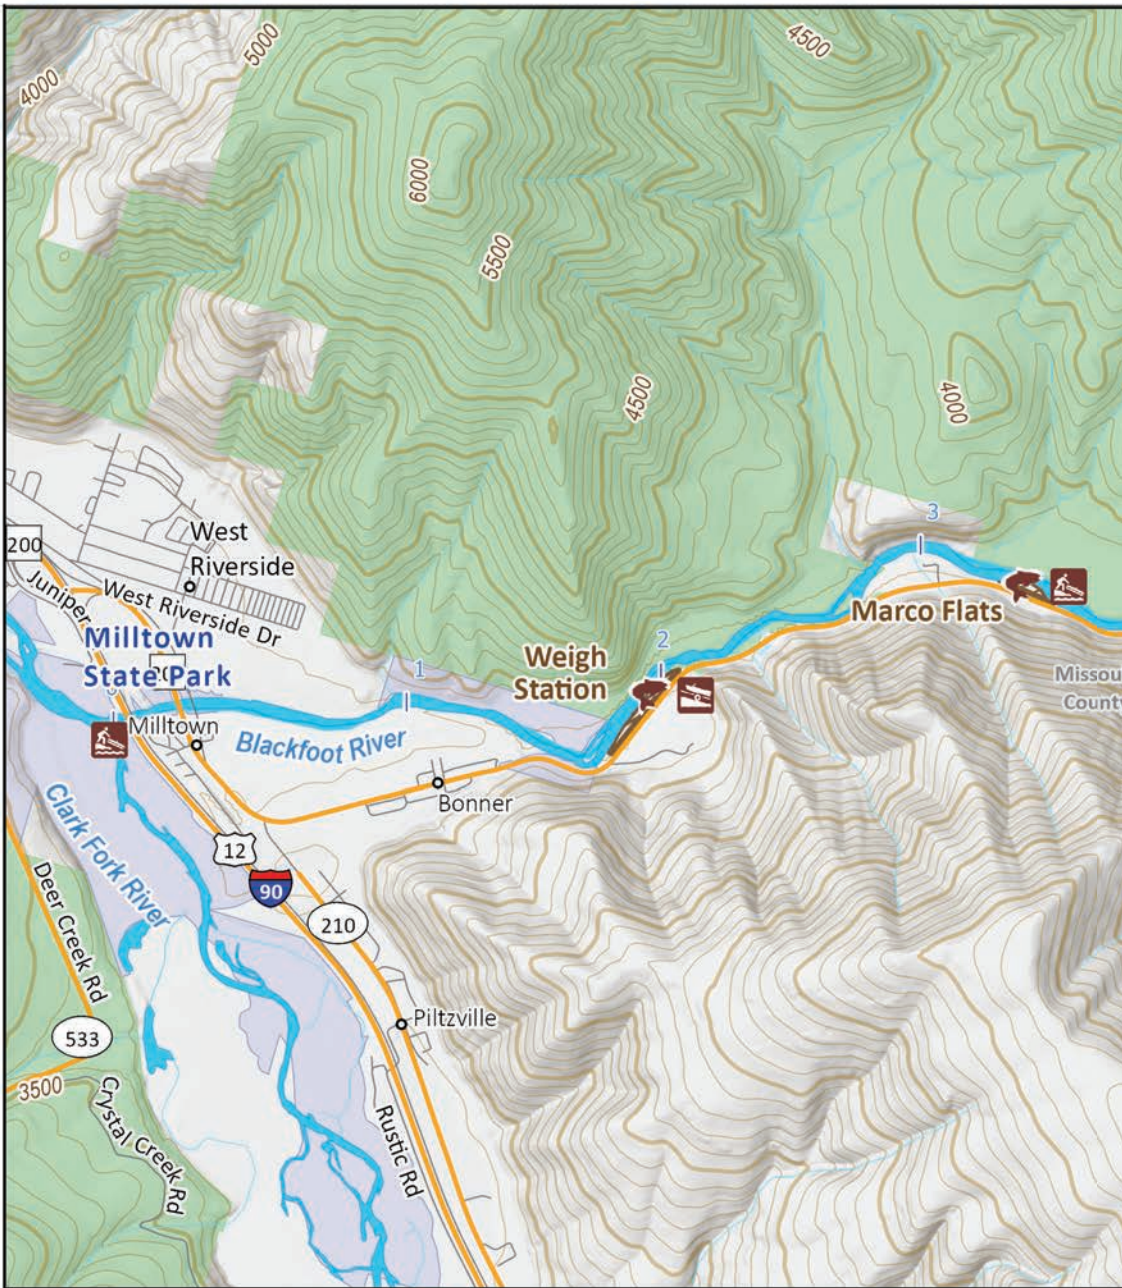 4000
5000
4500
6000
5500
4500
4000
3
200
West
Riverside
Juniper
West Riverside Dr
Marco Flats
Milltown
State Park
Weigh
Station
2
1
Milltown
Blackfoot River
Bonner
Clark Fork River
12
90
210
Deer Creek Rd
Piltzville
533
3500
Crystal Creek Rd
Rustic Rd